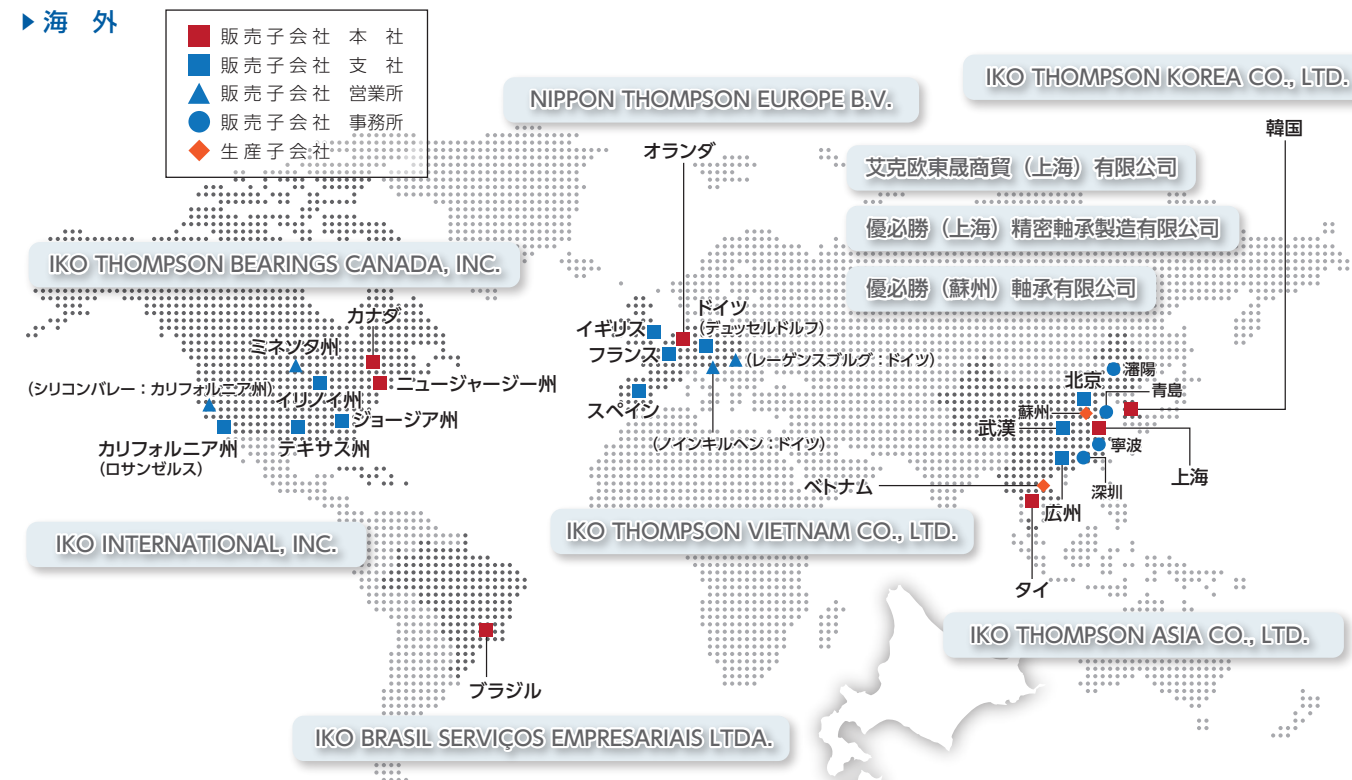 ▶海 外
販売子会社 本 社
販売子会社 支 社
販売子会社 営業所
販売子会社 事務所
生産子会社
NIPPON THOMPSON EUROPE B.V.
IKO THOMPSON KOREA CO., LTD.
韓国
オランダ
艾克欧東晟商貿（上海）有限公司
優必勝（上海）精密軸承製造有限公司
優必勝（蘇州）軸承有限公司
IKO THOMPSON BEARINGS CANADA, INC.
カナダ
ミネソタ州
（シリコンバレー：カリフォルニア州）
イリノイ州
ニュージャージー州
ジョージア州
カリフォルニア州
（ロサンゼルス）
テキサス州
イギリス
ドイツ
（デュッセルドルフ）
フランス
（レーゲンスブルグ：ドイツ）
スペイン
（ノインキルヘン：ドイツ）
瀋陽
北京
青島
蘇州
武漢
寧波
上海
深圳
広州
ベトナム
タイ
IKO INTERNATIONAL, INC.
IKO THOMPSON VIETNAM CO., LTD.
IKO THOMPSON ASIA CO., LTD.
ブラジル
IKO BRASIL SERVIÇOS EMPRESARIAIS LTDA.